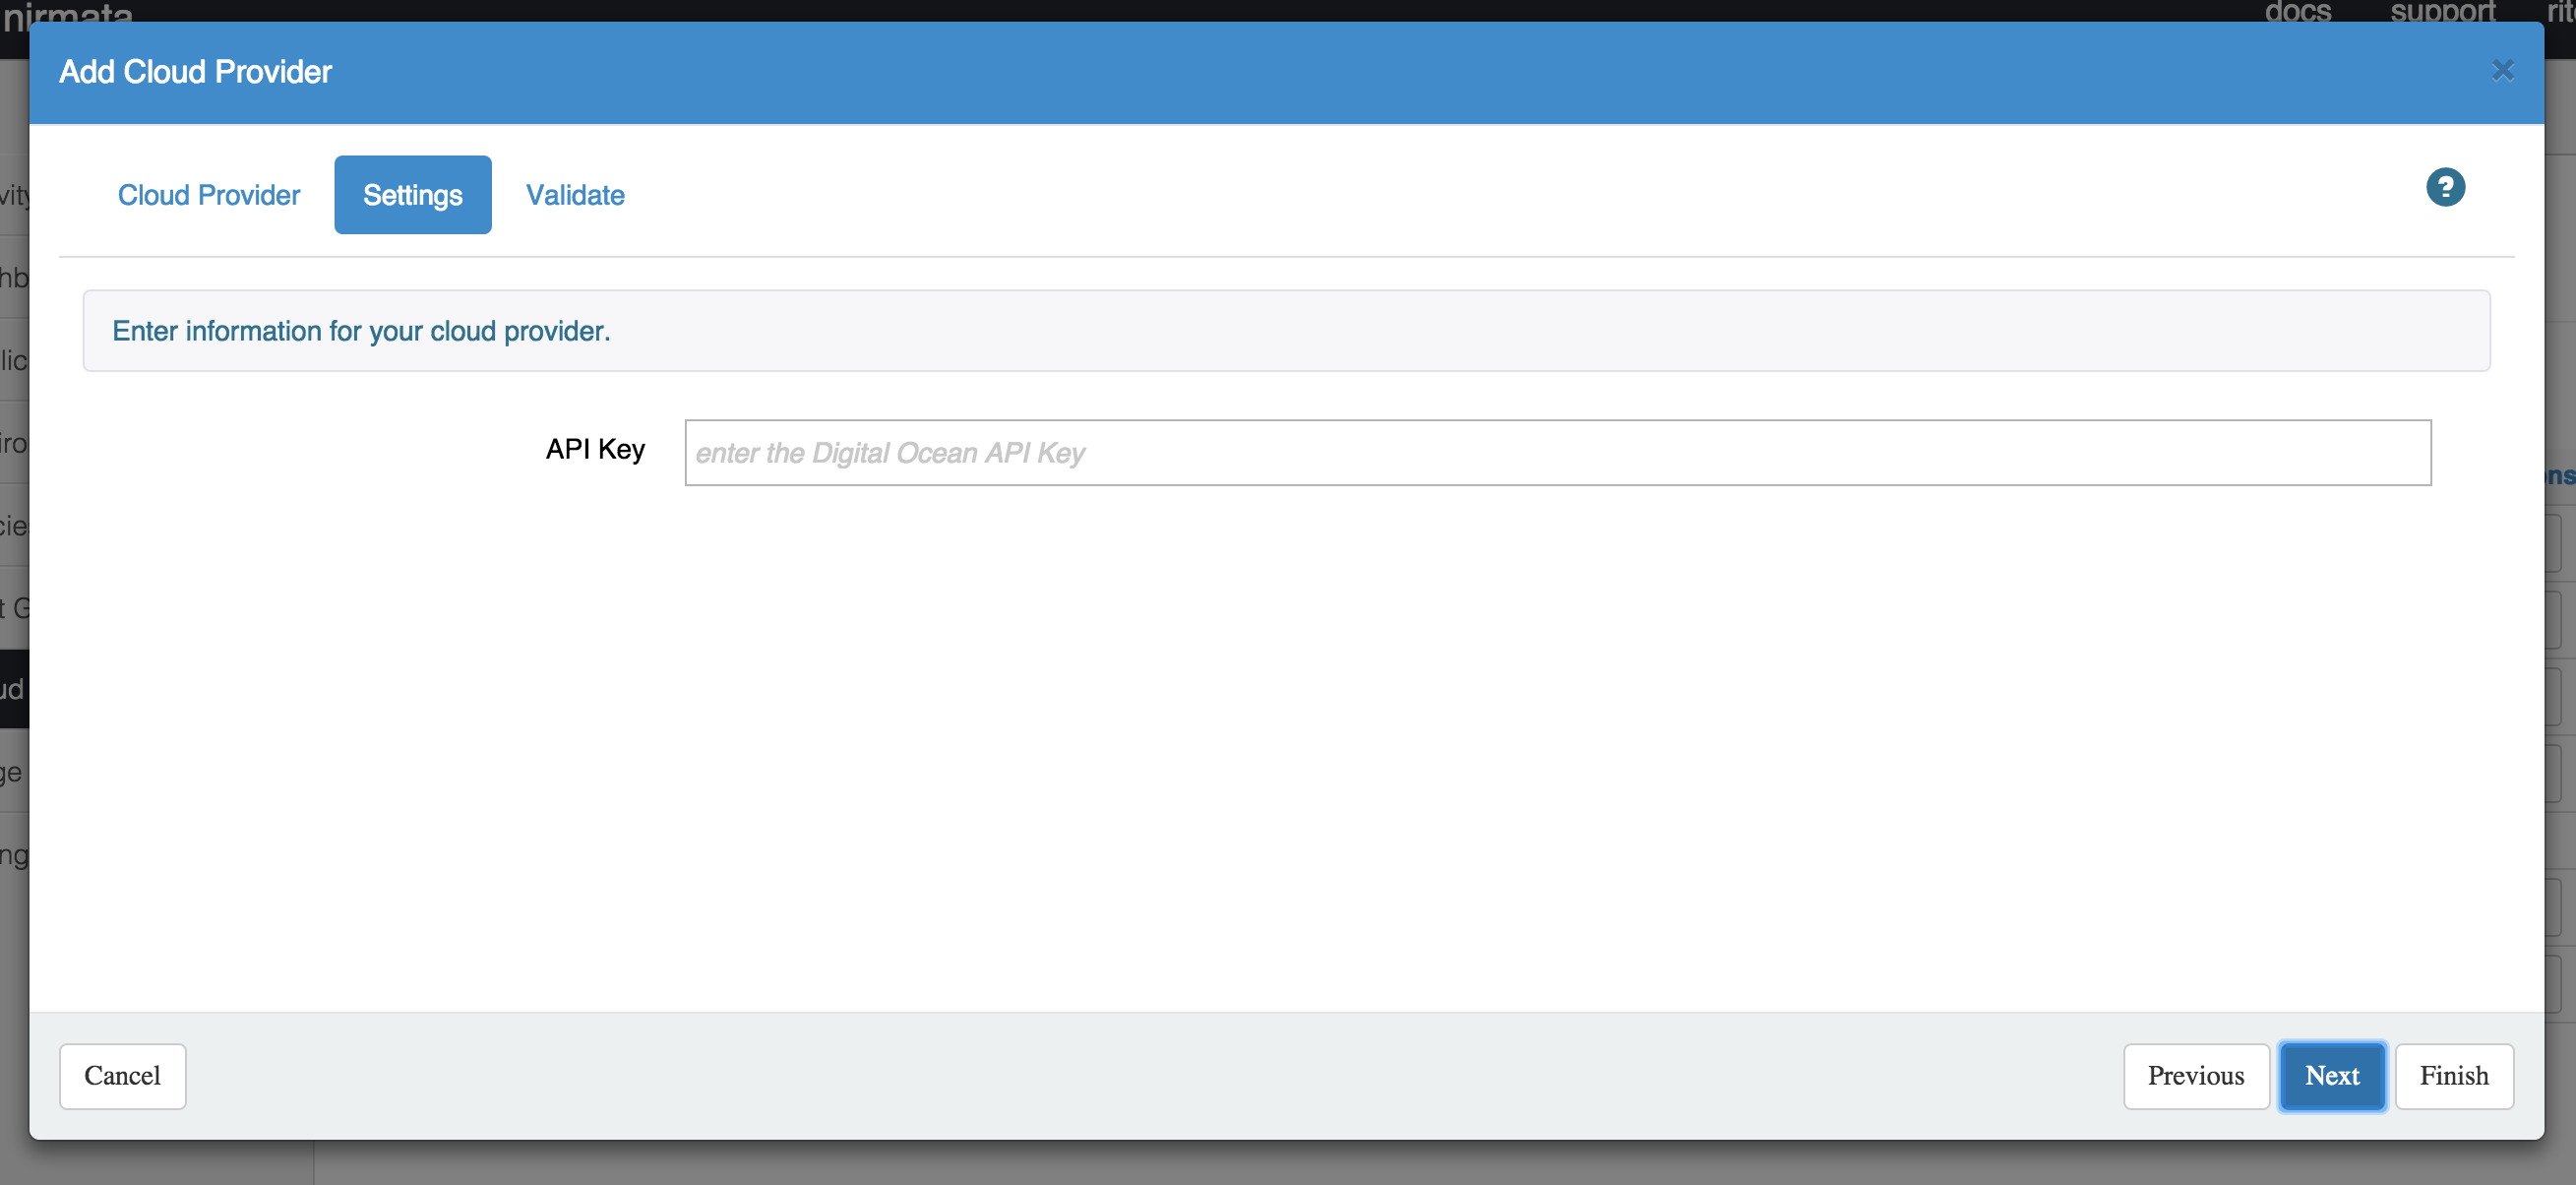 nirmata docs support
Add Cloud Provider
Cloud Provider Settings Validate
?
Enter information for your cloud provider.
API Key enter the Digital Ocean API Key
Cancel Previous Next Finish